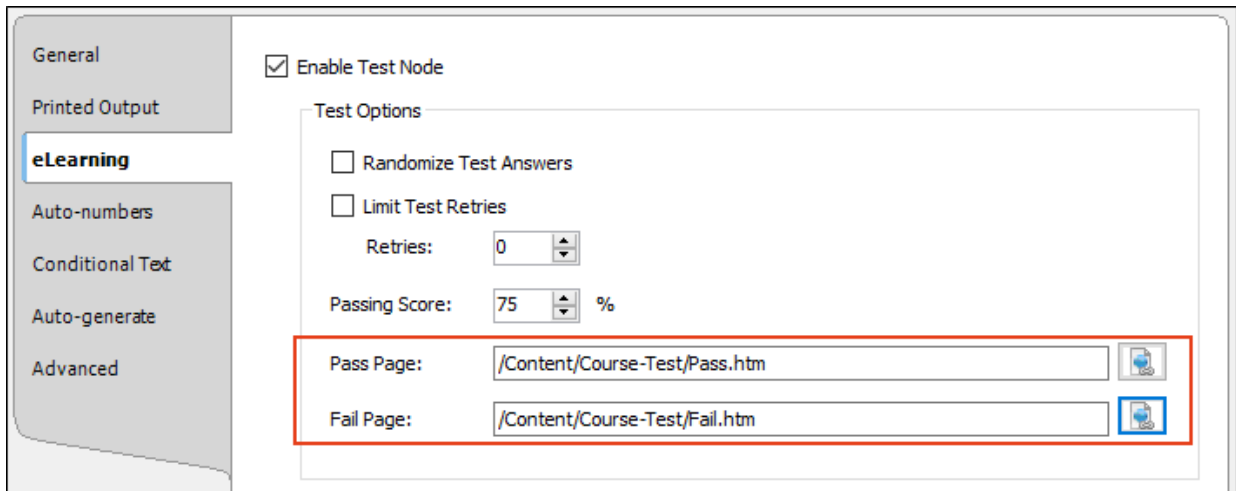 General
Printed Output
eLearning
Auto-numbers
Conditional Text
Auto-generate
Advanced
Enable Test Node
Test Options
Randomize Test Answers
Limit Test Retries
Retries: 0
Passing Score: 75 %
Pass Page: /Content/Course-Test/Pass.htm
Fail Page: /Content/Course-Test/Fail.htm